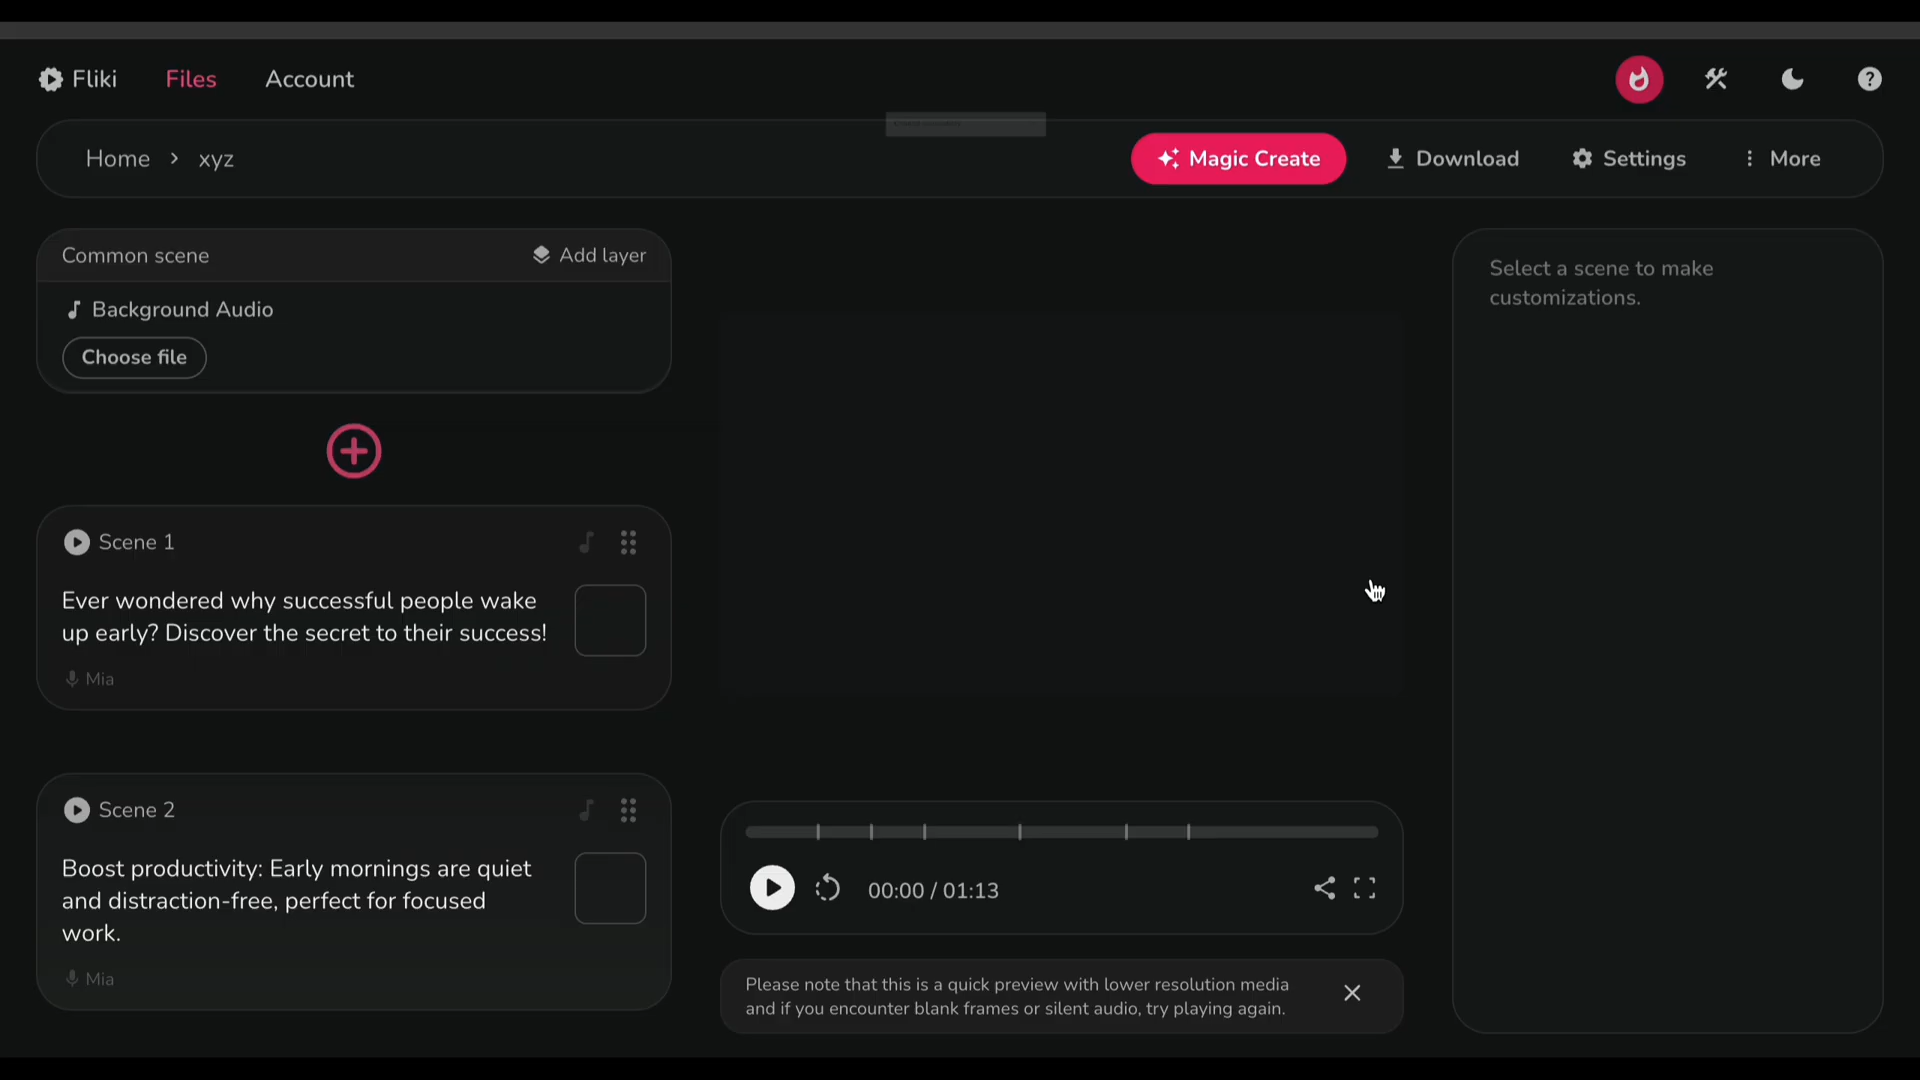 Fliki
Files
Account
Home > xyz
Magic Create
Download
Settings
More
Common scene
Add layer
Background Audio
Choose file
Scene 1
Ever wondered why successful people wake
up early? Discover the secret to their success!
Mia
Scene 2
Boost productivity: Early mornings are quiet
and distraction-free, perfect for focused
work.
Mia
00:00 / 01:13
Please note that this is a quick preview with lower resolution media
and if you encounter blank frames or silent audio, try playing again.
Select a scene to make
customizations.